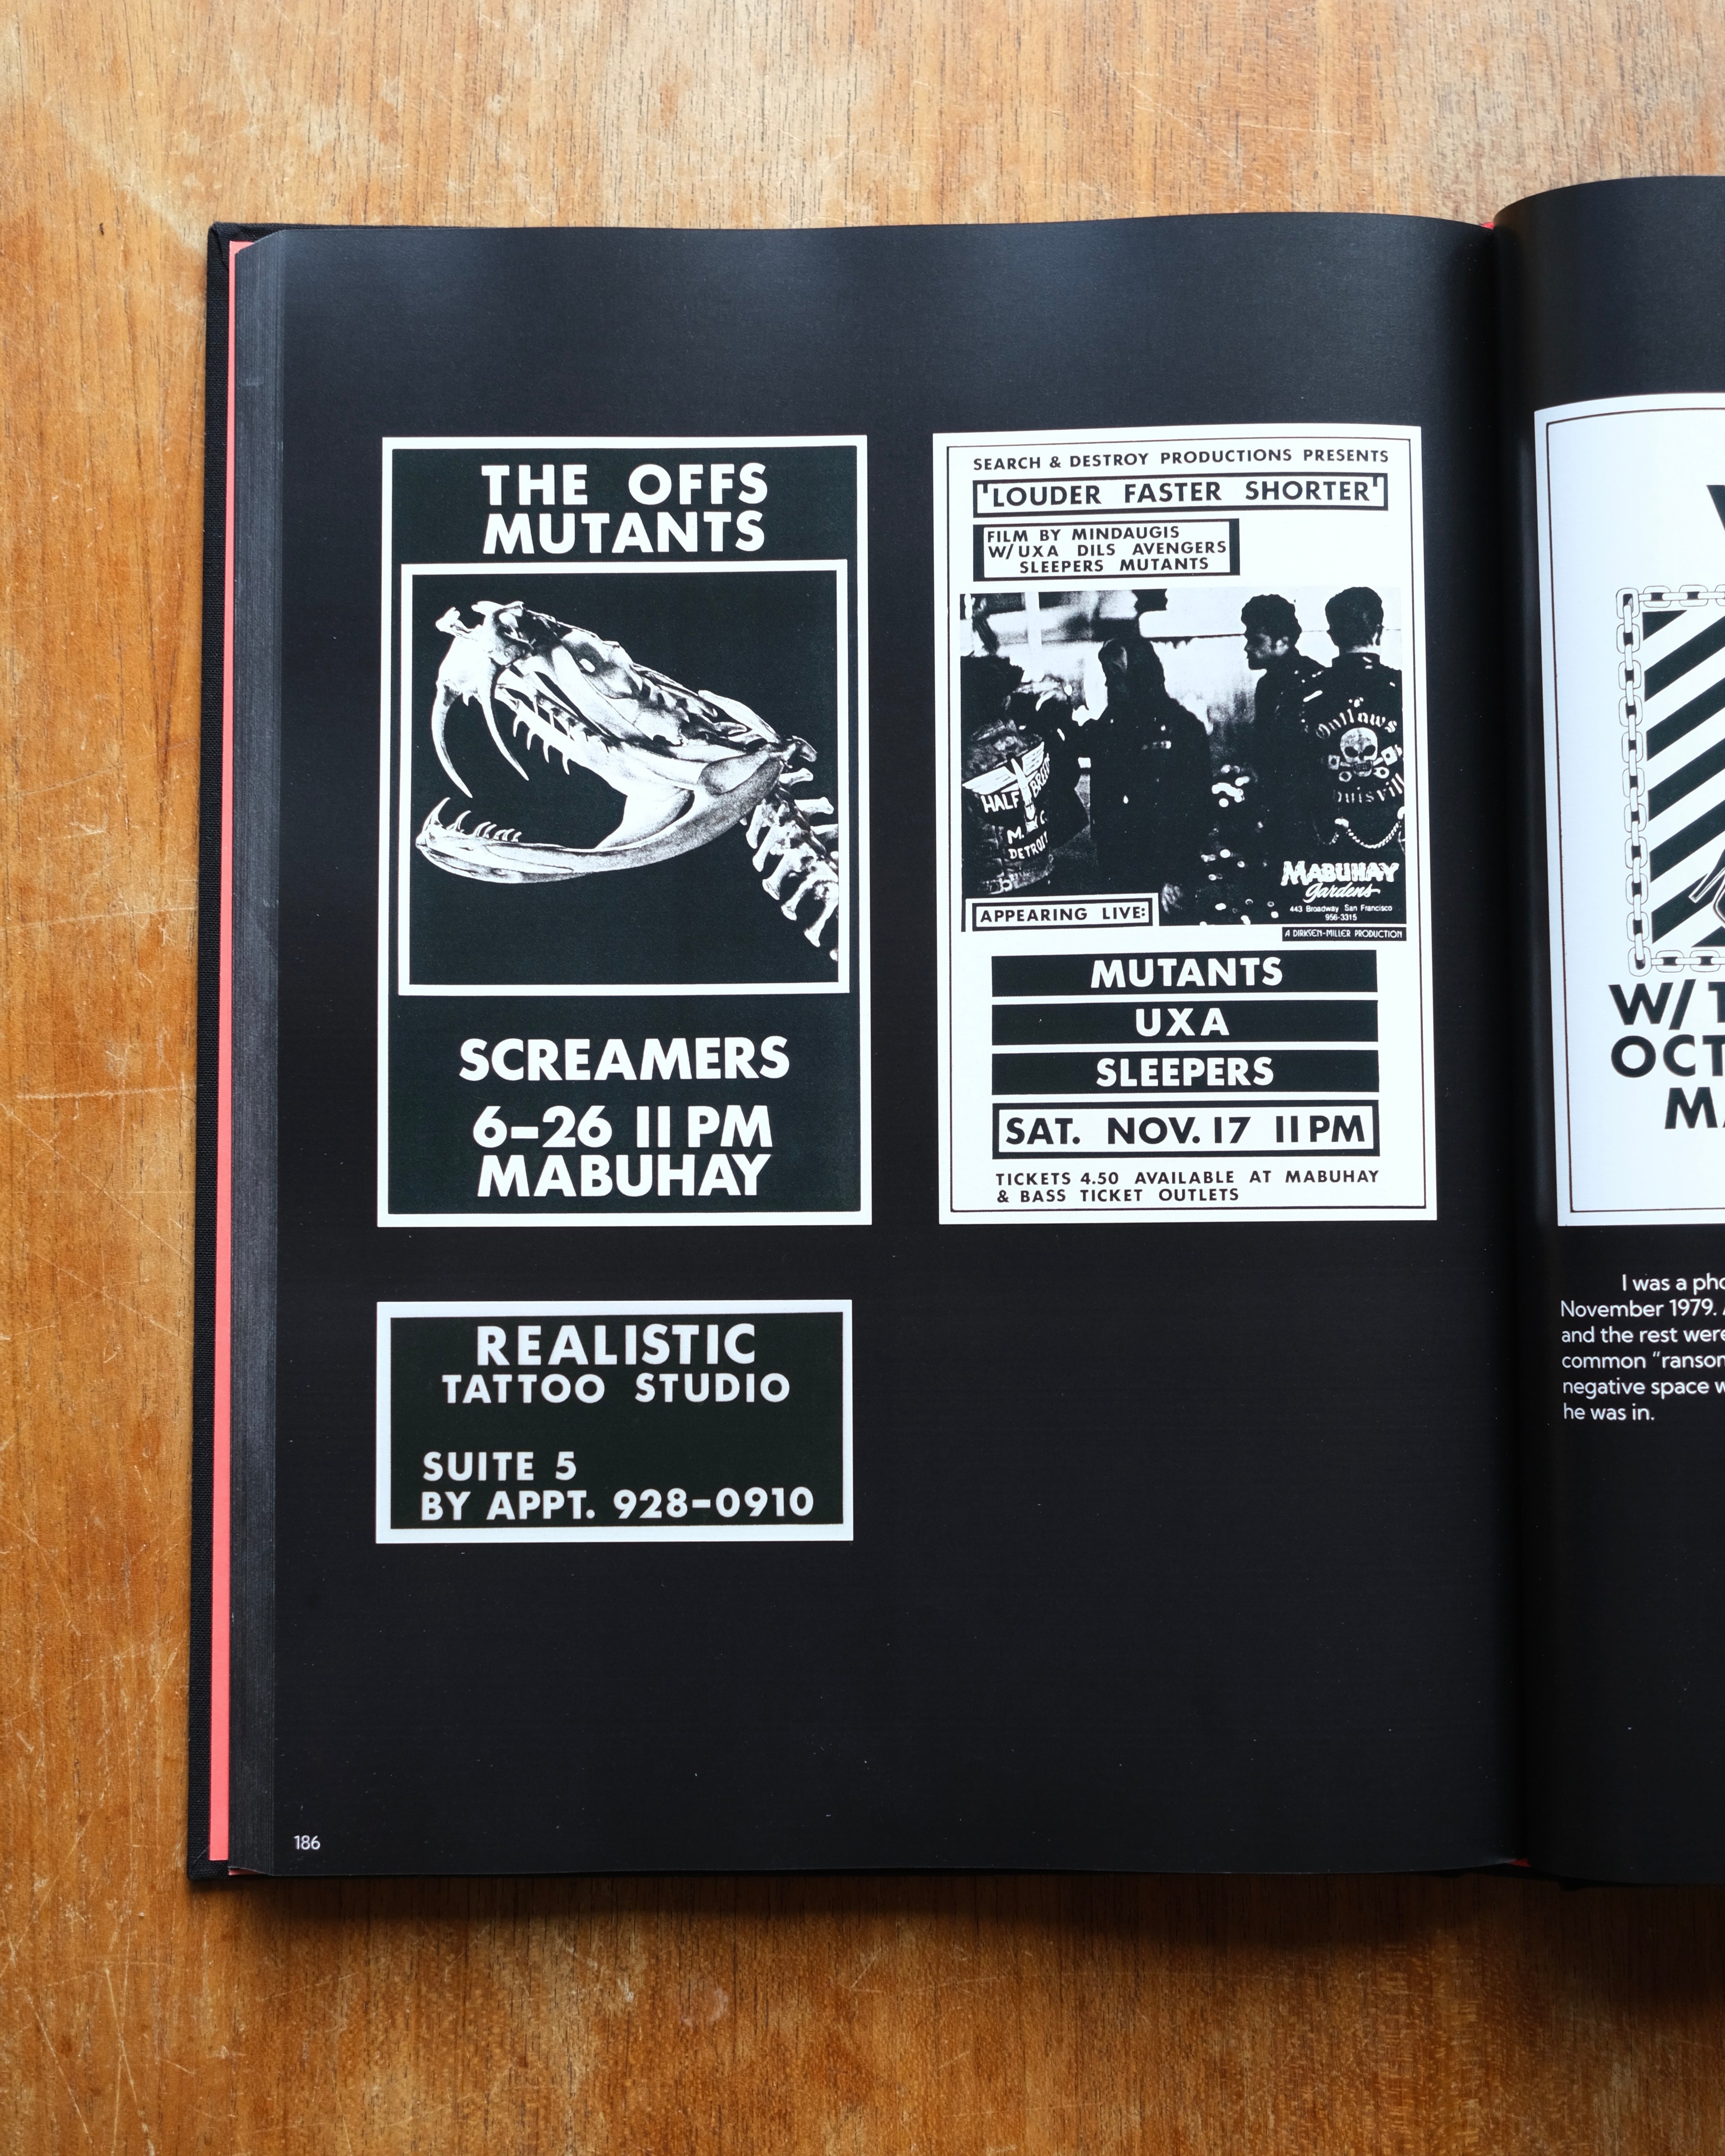 THE OFFS
MUTANTS
SCREAMERS
6-26 11 PM
MABUHAY
SEARCH & DESTROY PRODUCTIONS PRESENTS
'LOUDER FASTER SHORTER'
FILM BY MINDAUGIS
W/ UXA DILS AVENGERS
SLEEPERS MUTANTS
HALF BREED
M.C.
DETROIT
Outlaws
MABUHAY
Gardens
443 Broadway San Francisco
956-3315
A DIRKSEN-MILLER PRODUCTION
APPEARING LIVE:
MUTANTS
UXA
SLEEPERS
SAT. NOV. 17 11 PM
TICKETS 4.50 AVAILABLE AT MABUHAY
& BASS TICKET OUTLETS
REALISTIC
TATTOO STUDIO
SUITE 5
BY APPT. 928-0910
186
W/
OCT
I was a
November 1979.
and the rest were
common
negative space
he was in.